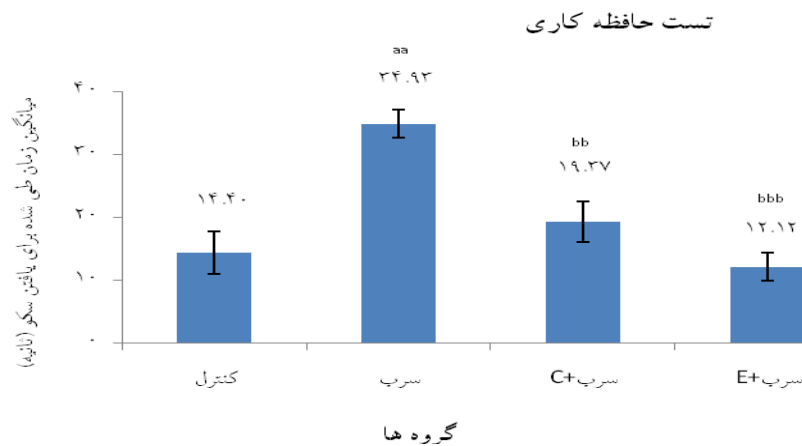 تست حافظه کاری
میانگین زمان طی شده برای یافتن سکو (ثانیه)
۴۰
۳۰
۲۰
۱۰
۰
۱۴.۴۰
aa
۳۴.۹۳
bb
۱۹.۳۷
bbb
۱۲.۱۲
کنترل
سرب
سرب+C
سرب+E
گروه ها